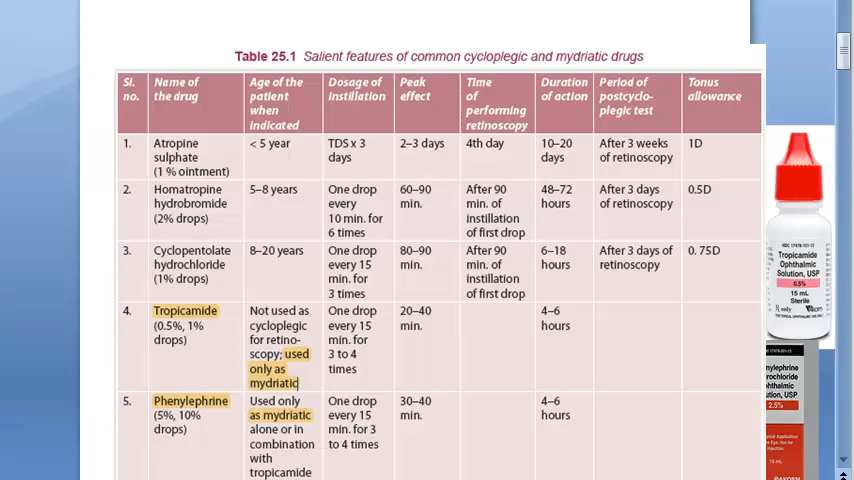 Table 25.1 Salient features of common cycloplegic and mydriatic drugs
Sl. no.
Name of the drug
Age of the patient when indicated
Dosage of instillation
Peak effect
Time of performing retinoscopy
Duration of action
Period of postcyclo-plegic test
Tonus allowance
1.
Atropine sulphate (1 % ointment)
< 5 year
TDS x 3 days
2–3 days
4th day
10–20 days
After 3 weeks of retinoscopy
1D
2.
Homatropine hydrobromide (2% drops)
5–8 years
One drop every 10 min. for 6 times
60–90 min.
After 90 min. of instillation of first drop
48–72 hours
After 3 days of retinoscopy
0.5D
3.
Cyclopentolate hydrochloride (1% drops)
8–20 years
One drop every 15 min. for 3 times
80–90 min.
After 90 min. of instillation of first drop
6–18 hours
After 3 days of retinoscopy
0. 75D
4.
Tropicamide (0.5%, 1% drops)
Not used as cycloplegic for retino-scopy; used only as mydriatic
One drop every 15 min. for 3 to 4 times
20–40 min.
4–6 hours
5.
Phenylephrine (5%, 10% drops)
Used only as mydriatic alone or in combination with tropicamide
One drop every 15 min. for 3 to 4 times
30–40 min.
4–6 hours
Tropicamide
Ophthalmic
Solution, USP
0.5%
15 mL
Sterile
Rx only
Akorn
nylephrine
ochloride
hthalmic
ution, USP
2.5%
15 mL